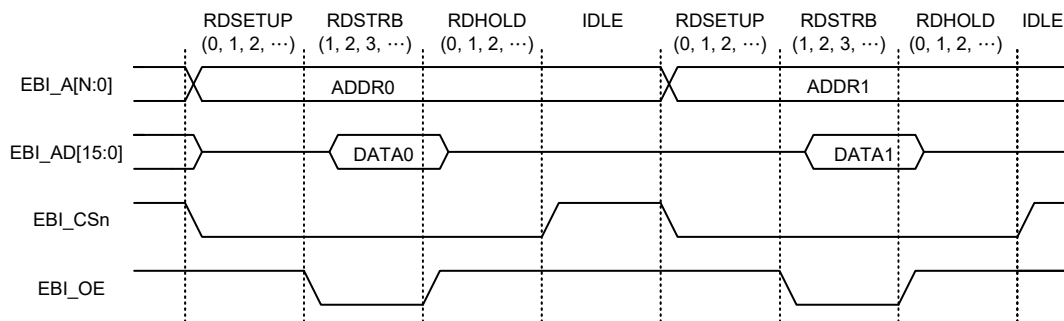 RDSETUP RDSTRB RDHOLD IDLE RDSETUP RDSTRB RDHOLD IDLE
(0, 1, 2, ⋯) (1, 2, 3, ⋯) (0, 1, 2, ⋯) (0, 1, 2, ⋯) (1, 2, 3, ⋯) (0, 1, 2, ⋯)
EBI_A[N:0] ADDR0 ADDR1
EBI_AD[15:0] DATA0 DATA1
EBI_CSn
EBI_OE